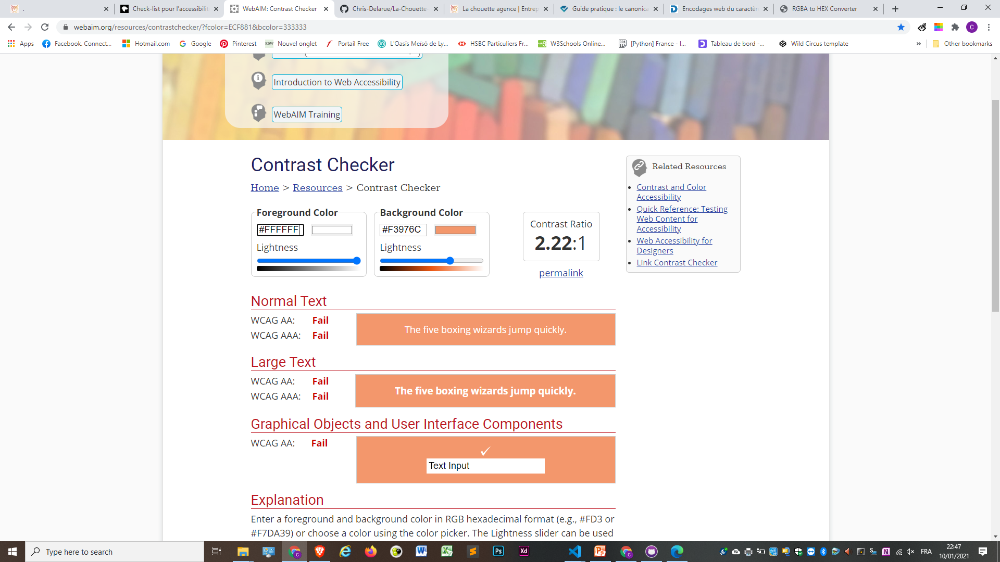 .
Check-list pour l'accessibilit
WebAIM: Contrast Checker
Chris-Delarue/La-Chouette-
La chouette agence | Entrep
Guide pratique : le canonica
Encodages web du caractèr
RGBA to HEX Converter
webaim.org/resources/contrastchecker/?fcolor=ECF881&bcolor=333333
C
Apps
Facebook. Connect...
Hotmail.com
Google
Pinterest
EDW Nouvel onglet
Portail Free
L'Oasïs Meïsō de Ly...
HSBC Particuliers Fr...
W3Schools Online...
[Python] France - I...
Tableau de bord -...
Wild Circus template
»
Other bookmarks
Introduction to Web Accessibility
WebAIM Training
Contrast Checker
Home > Resources > Contrast Checker
Foreground Color
#FFFFFF
Lightness
Background Color
#F3976C
Lightness
Contrast Ratio
2.22:1
permalink
Related Resources
Contrast and Color
Accessibility
Quick Reference: Testing
Web Content for
Accessibility
Web Accessibility for
Designers
Link Contrast Checker
Normal Text
WCAG AA: Fail
WCAG AAA: Fail
The five boxing wizards jump quickly.
Large Text
WCAG AA: Fail
WCAG AAA: Fail
The five boxing wizards jump quickly.
Graphical Objects and User Interface Components
WCAG AA: Fail
✓
Text Input
Explanation
Enter a foreground and background color in RGB hexadecimal format (e.g., #FD3 or
#F7DA39) or choose a color using the color picker. The Lightness slider can be used
Type here to search
Ps
Xd
FRA
22:47
10/01/2021